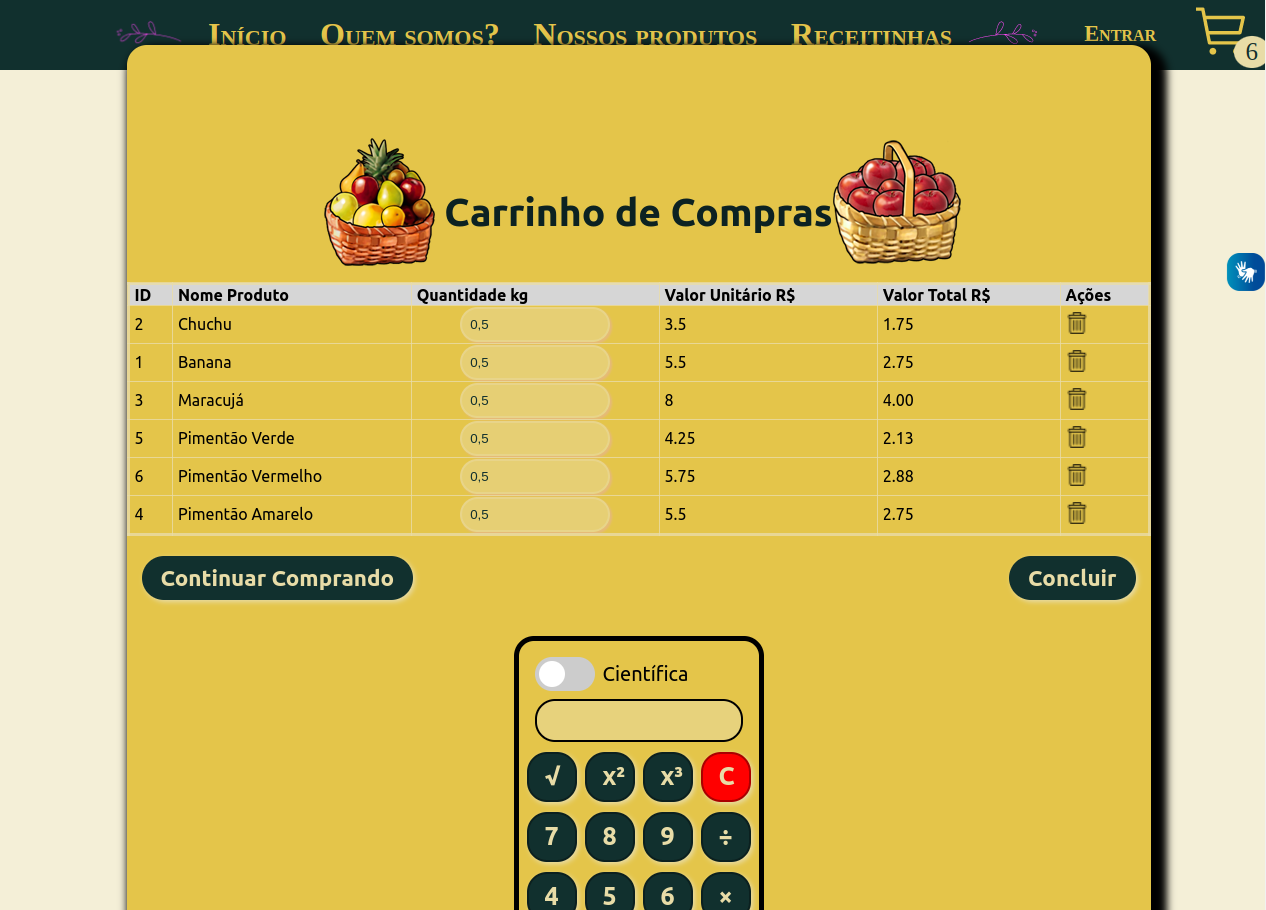 Início Quem somos? Nossos produtos Receitinhas Entrar 6
Carrinho de Compras
ID Nome Produto Quantidade kg Valor Unitário R$ Valor Total R$ Ações
2 Chuchu 0,5 3.5 1.75
1 Banana 0,5 5.5 2.75
3 Maracujá 0,5 8 4.00
5 Pimentão Verde 0,5 4.25 2.13
6 Pimentão Vermelho 0,5 5.75 2.88
4 Pimentão Amarelo 0,5 5.5 2.75
Continuar Comprando Concluir
Científica
√ x² x³ C
7 8 9 ÷
4 5 6 ×